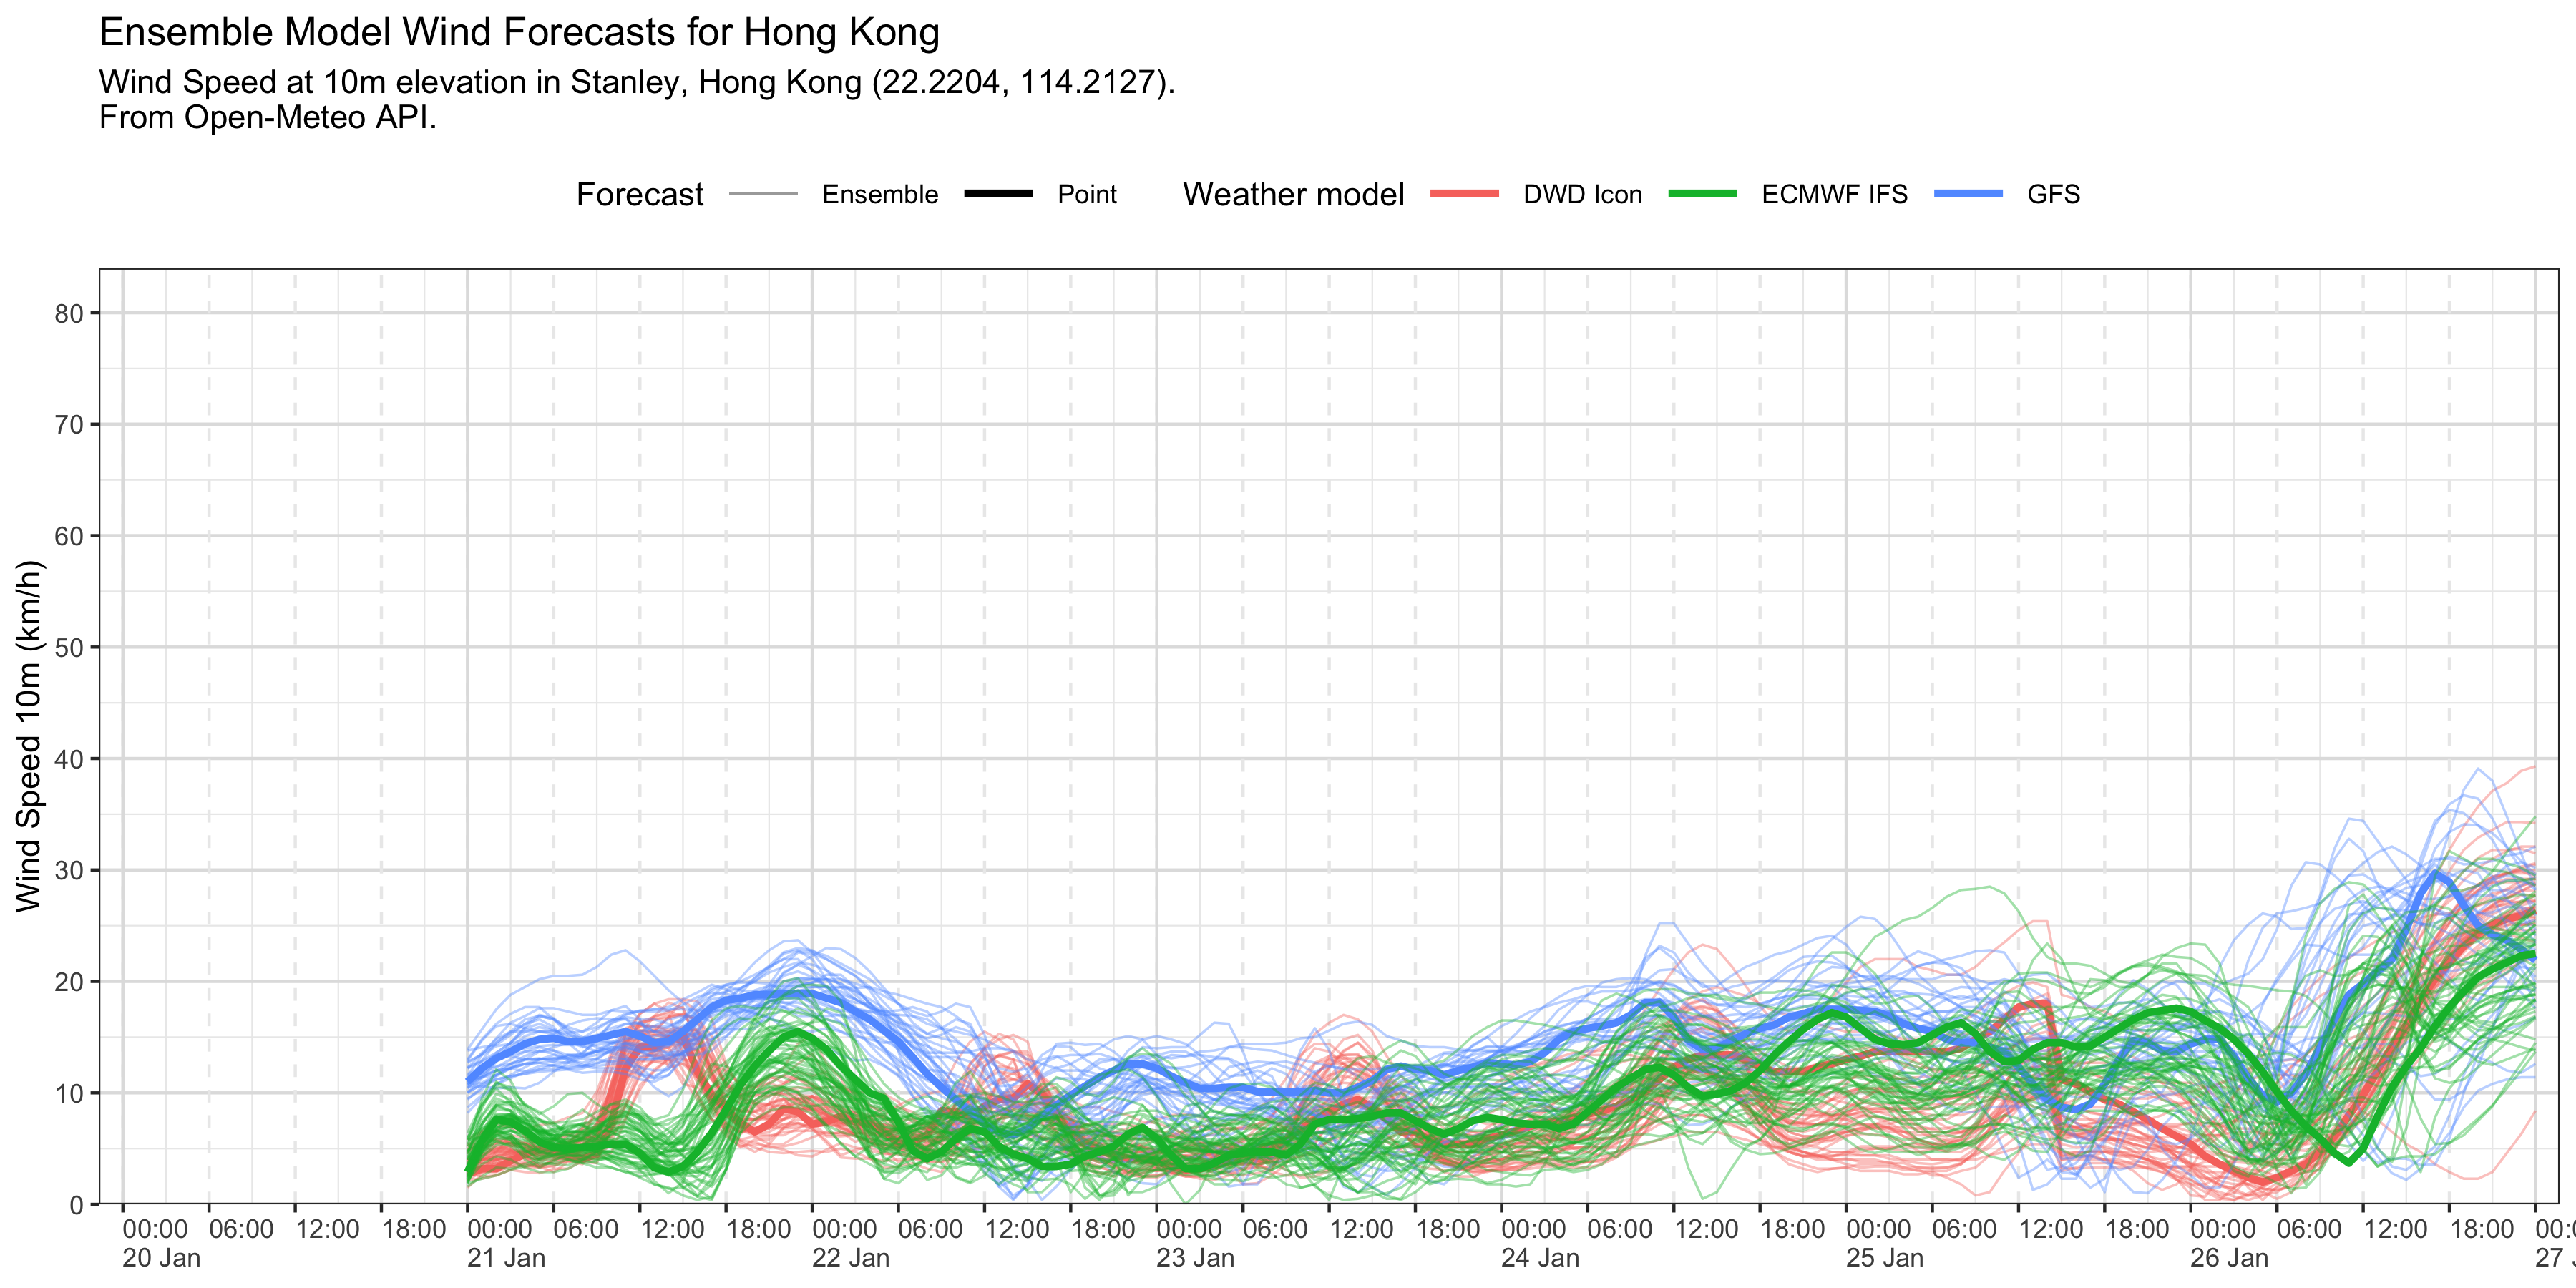 Ensemble Model Wind Forecasts for Hong Kong
Wind Speed at 10m elevation in Stanley, Hong Kong (22.2204, 114.2127).
From Open-Meteo API.
Forecast Ensemble Point Weather model DWD Icon ECMWF IFS GFS
Wind Speed 10m (km/h)
80
70
60
50
40
30
20
10
0
00:00 06:00 12:00 18:00 00:00 06:00 12:00 18:00 00:00 06:00 12:00 18:00 00:00 06:00 12:00 18:00 00:00 06:00 12:00 18:00 00:00 06:00 12:00 18:00 00:00 06:00 12:00 18:00
20 Jan 21 Jan 22 Jan 23 Jan 24 Jan 25 Jan 26 Jan 27